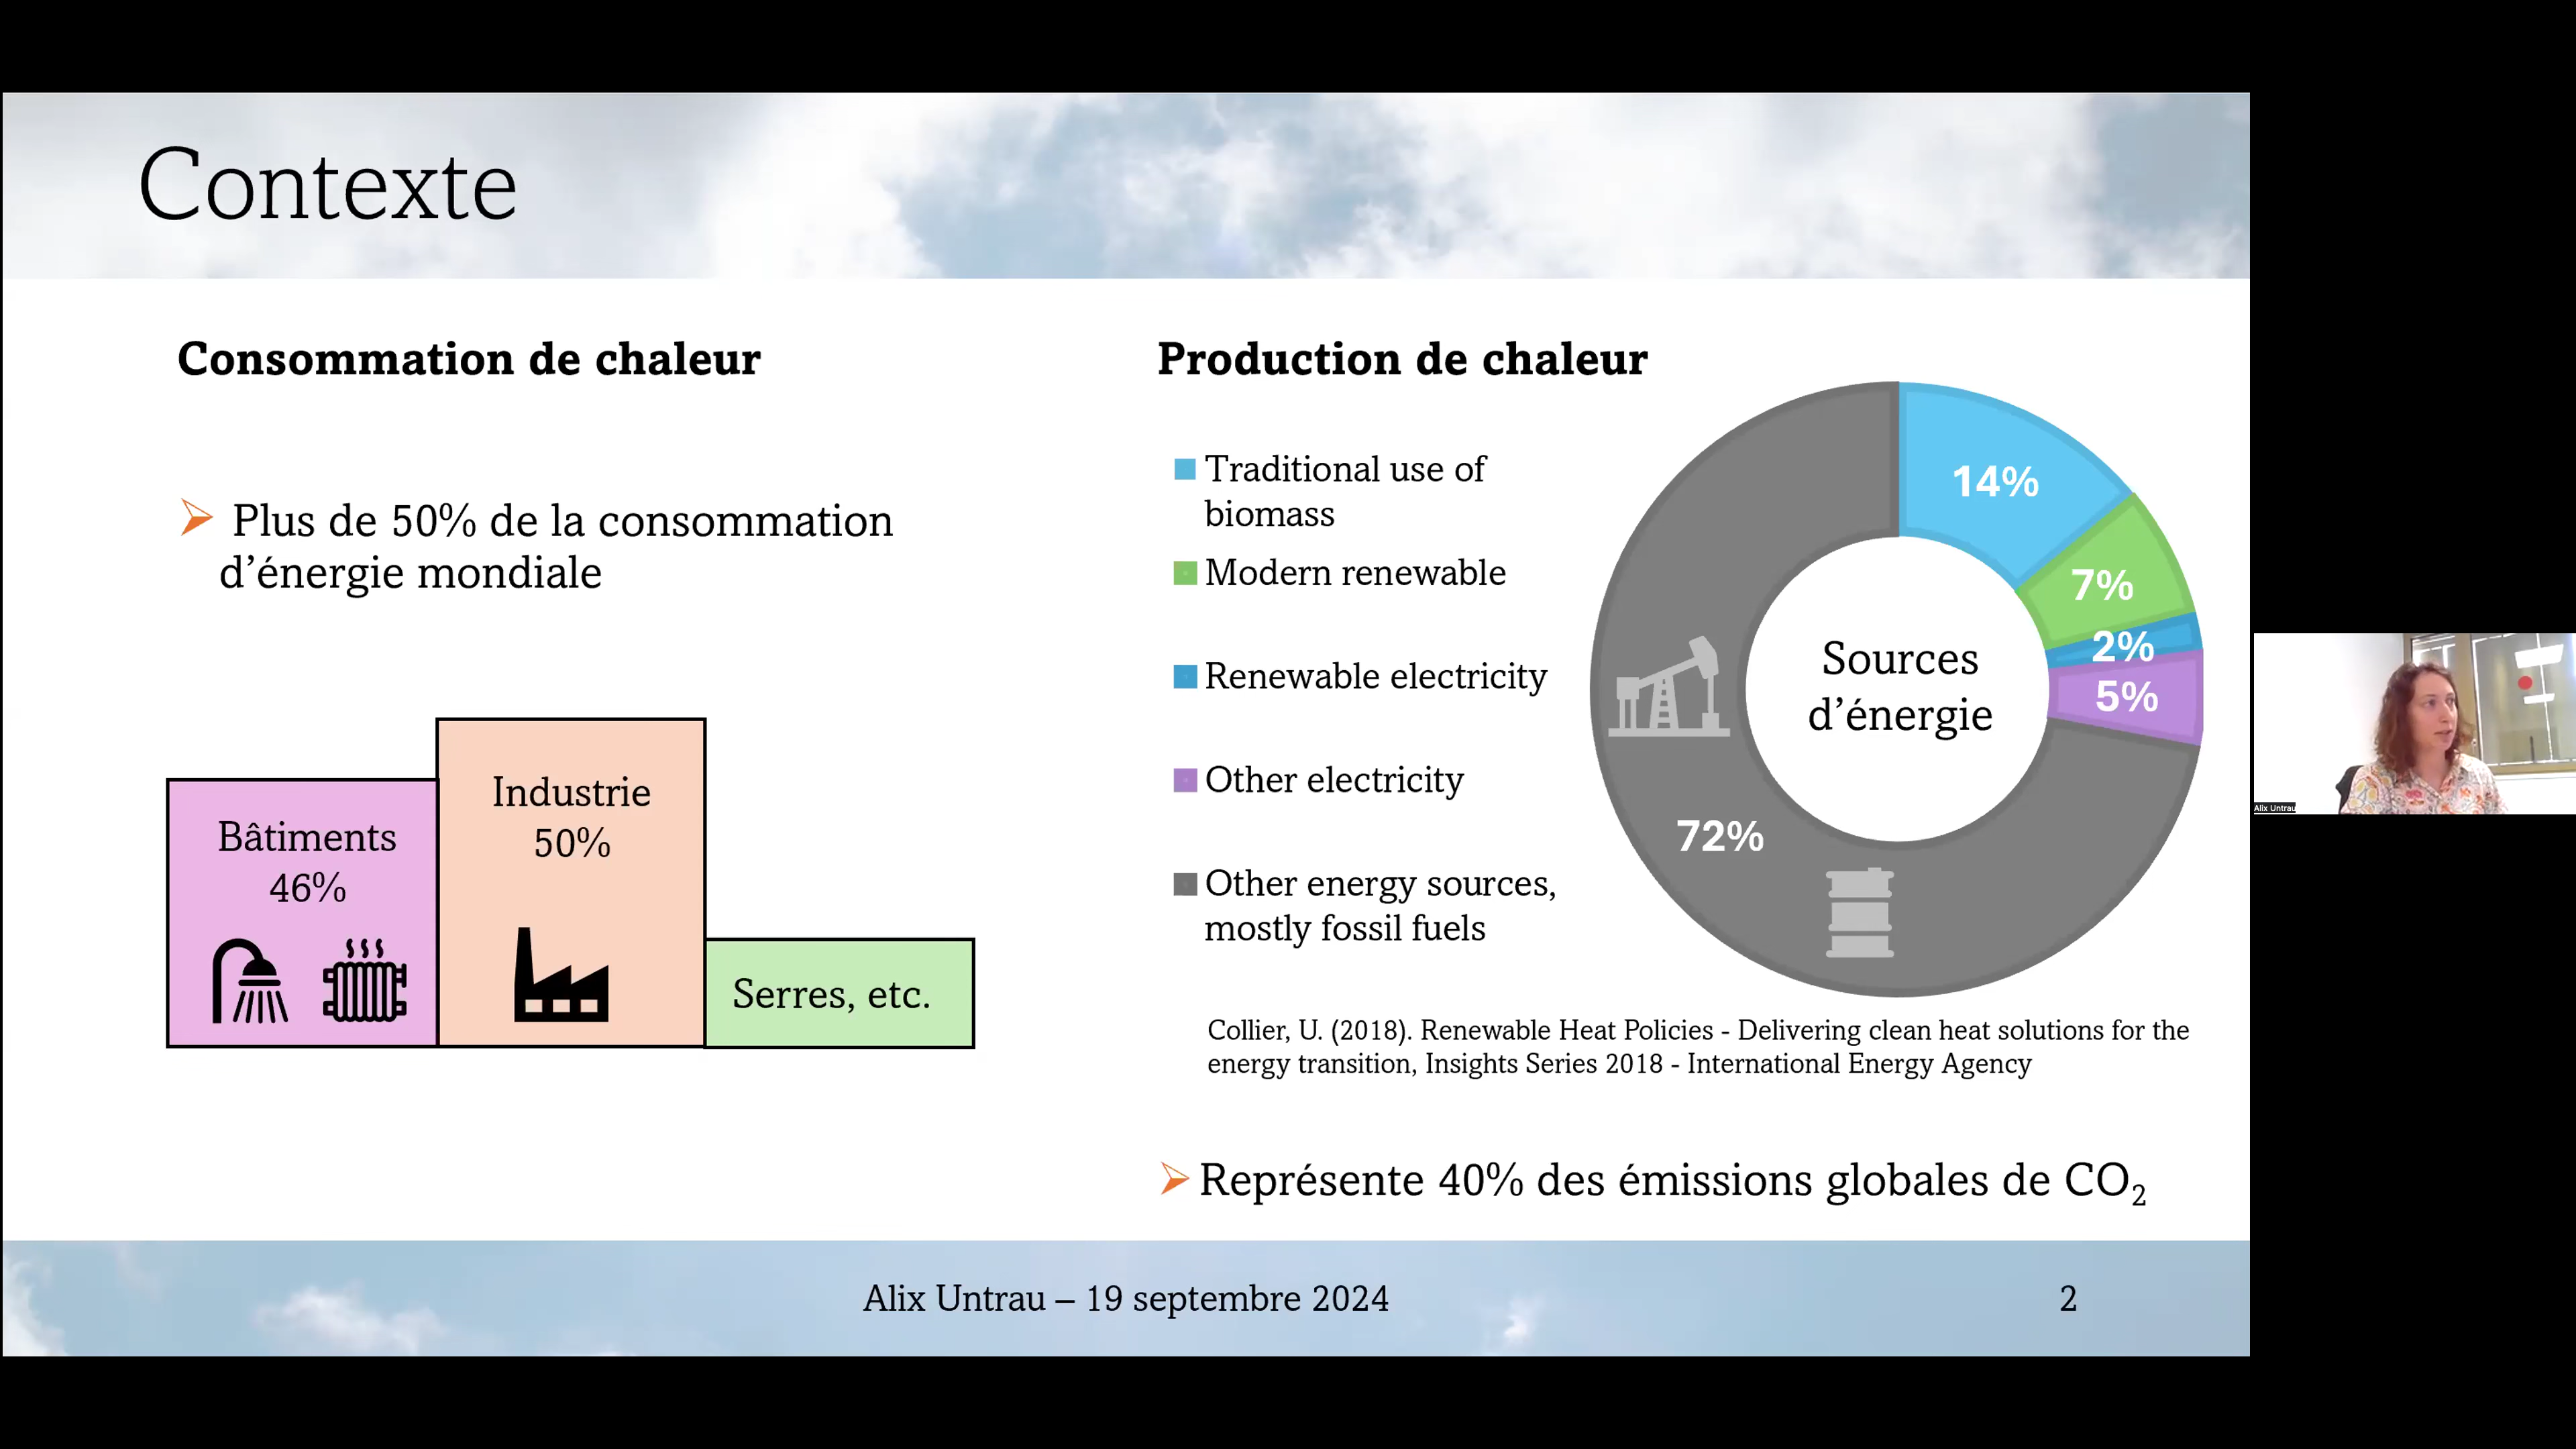 Contexte
Consommation de chaleur
Plus de 50% de la consommation
d’énergie mondiale
Bâtiments
46%
Industrie
50%
Serres, etc.
Production de chaleur
Traditional use of
biomass
Modern renewable
Renewable electricity
Other electricity
Other energy sources,
mostly fossil fuels
14%
7%
2%
5%
72%
Sources
d’énergie
Collier, U. (2018). Renewable Heat Policies - Delivering clean heat solutions for the
energy transition, Insights Series 2018 - International Energy Agency
Représente 40% des émissions globales de CO₂
Alix Untrau – 19 septembre 2024
2
Alix Untrau